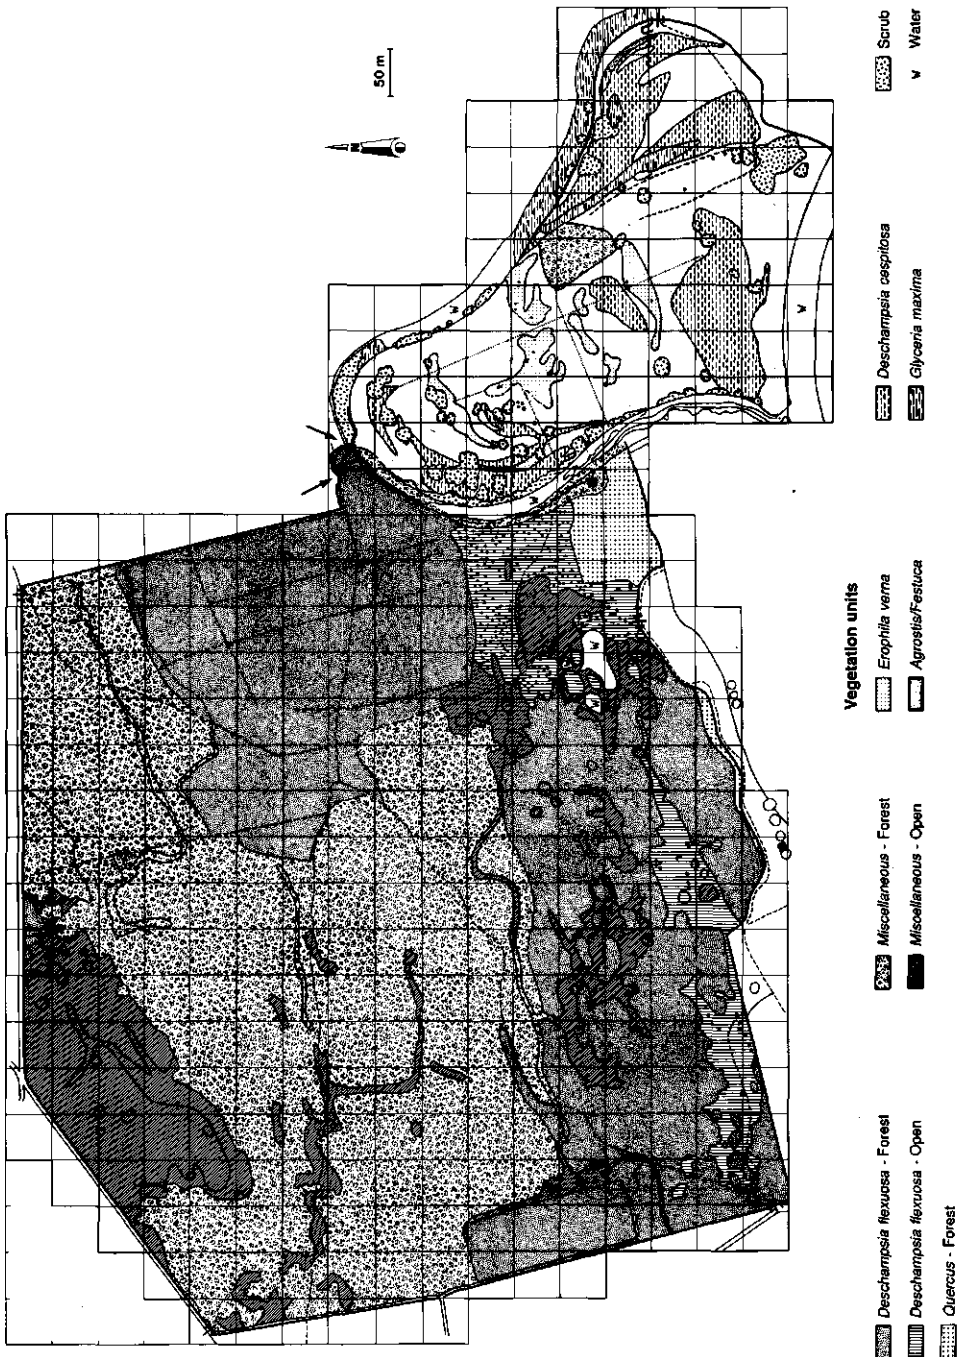 50 m
W
W
W
W
W
Vegetation units
Deschampsia flexuosa - Forest
Deschampsia flexuosa - Open
Quercus - Forest
Miscellaneous - Forest
Miscellaneous - Open
Erophila verna
Agrostis/Festuca
Deschampsia cespitosa
Glyceria maxima
Scrub
w Water